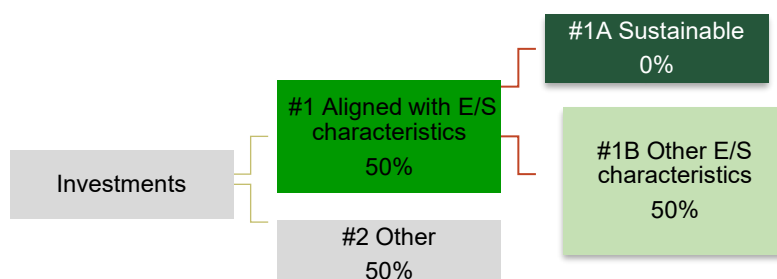 #1A Sustainable
0%
#1 Aligned with E/S
characteristics
50%
#1B Other E/S
characteristics
50%
Investments
#2 Other
50%